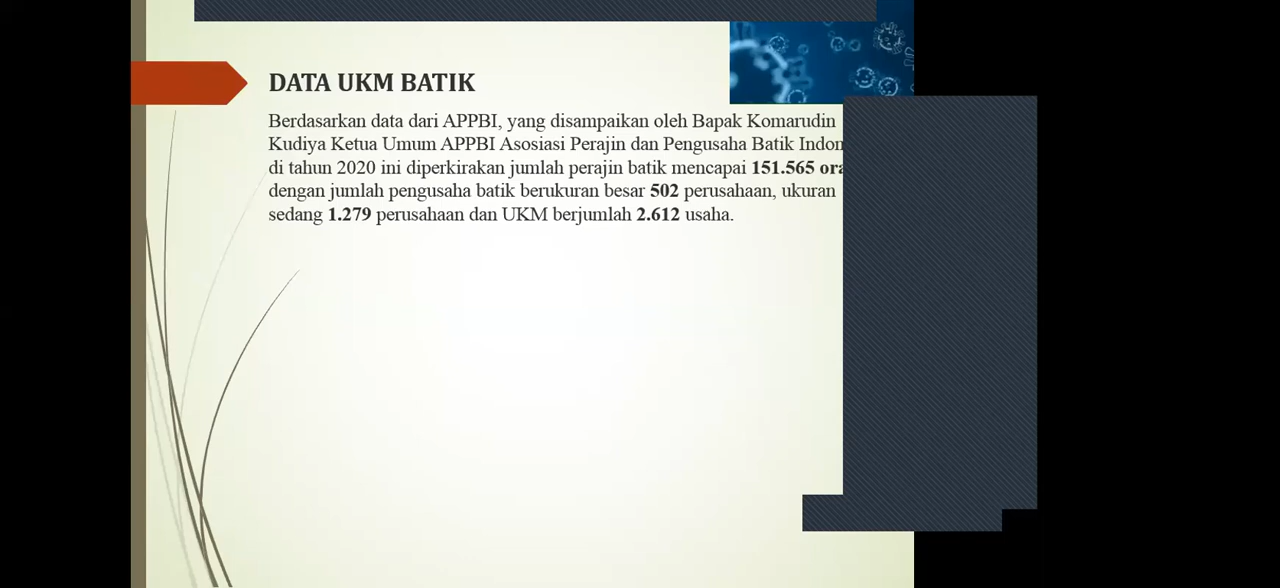 DATA UKM BATIK
Berdasarkan data dari APPBI, yang disampaikan oleh Bapak Komarudin
Kudiya Ketua Umum APPBI Asosiasi Perajin dan Pengusaha Batik
di tahun 2020 ini diperkirakan jumlah perajin batik mencapai 151.565
dengan jumlah pengusaha batik berukuran besar 502 perusahaan, ukuran
sedang 1.279 perusahaan dan UKM berjumlah 2.612 usaha.